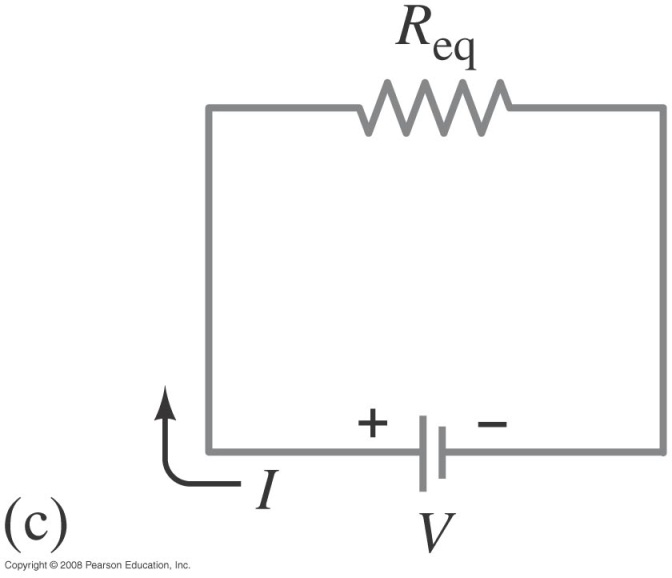 R_eq
+ −
I
V
(c)
Copyright © 2008 Pearson Education, Inc.